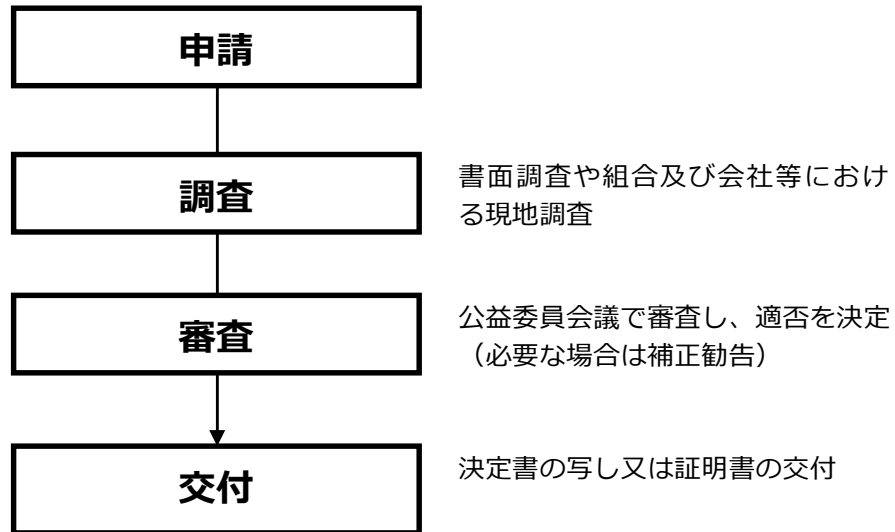 申請
調査
書面調査や組合及び会社等におけ
る現地調査
審査
公益委員会議で審査し、適否を決定
（必要な場合は補正勧告）
交付
決定書の写し又は証明書の交付